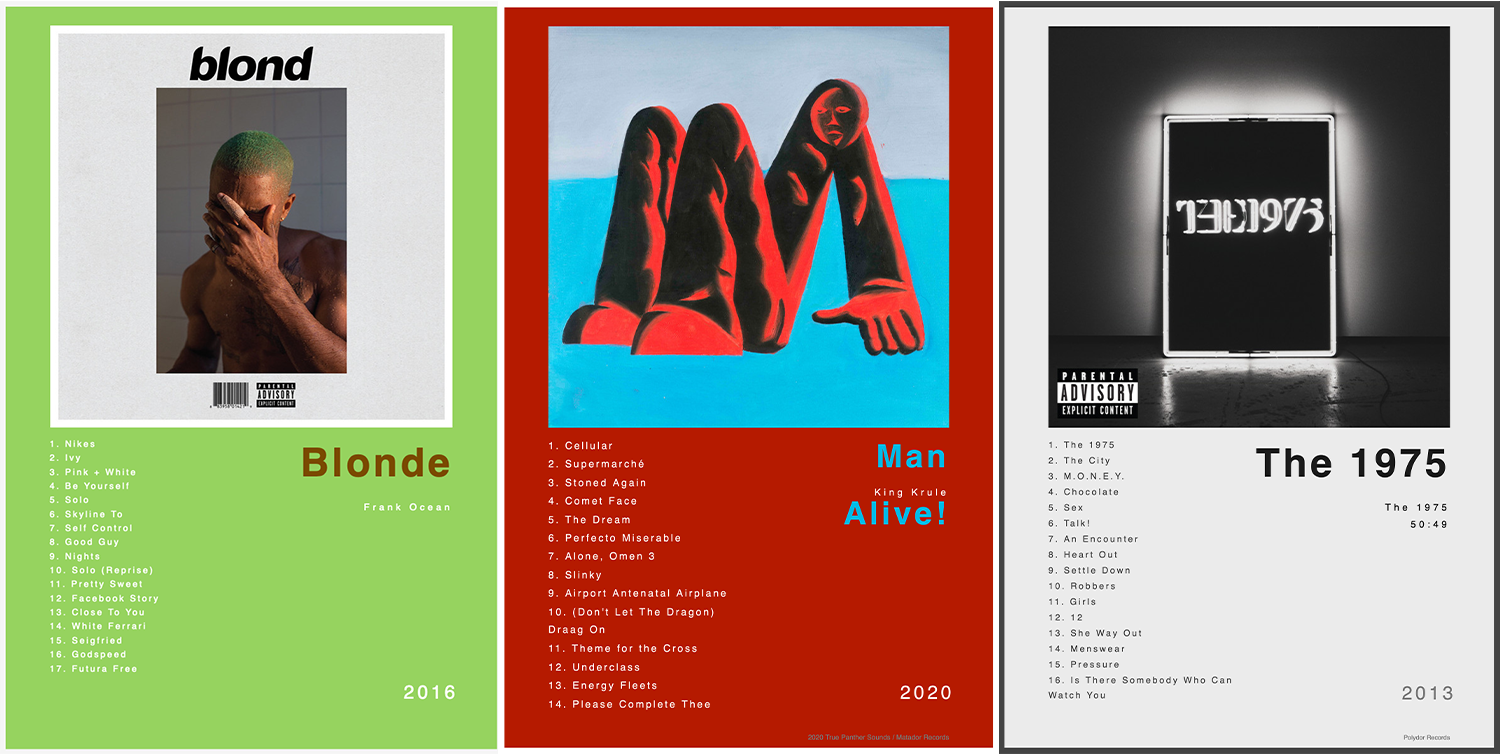 blond
PARENTAL
ADVISORY
EXPLICIT CONTENT
1. Nikes
2. Ivy
3. Pink + White
4. Be Yourself
5. Solo
6. Skyline To
7. Self Control
8. Good Guy
9. Nights
10. Solo (Reprise)
11. Pretty Sweet
12. Facebook Story
13. Close To You
14. White Ferrari
15. Seigfried
16. Godspeed
17. Futura Free
Blonde
Frank Ocean
2016
1. Cellular
2. Supermarché
3. Stoned Again
4. Comet Face
5. The Dream
6. Perfecto Miserable
7. Alone, Omen 3
8. Slinky
9. Airport Antenatal Airplane
10. (Don't Let The Dragon)
Draag On
11. Theme for the Cross
12. Underclass
13. Energy Fleets
14. Please Complete Thee
Man
King Krule
Alive!
2020
2020 True Panther Sounds / Matador Records
THE 1975
PARENTAL
ADVISORY
EXPLICIT CONTENT
1. The 1975
2. The City
3. M.O.N.E.Y.
4. Chocolate
5. Sex
6. Talk!
7. An Encounter
8. Heart Out
9. Settle Down
10. Robbers
11. Girls
12. 12
13. She Way Out
14. Menswear
15. Pressure
16. Is There Somebody Who Can
Watch You
The 1975
The 1975
50:49
2013
Polydor Records